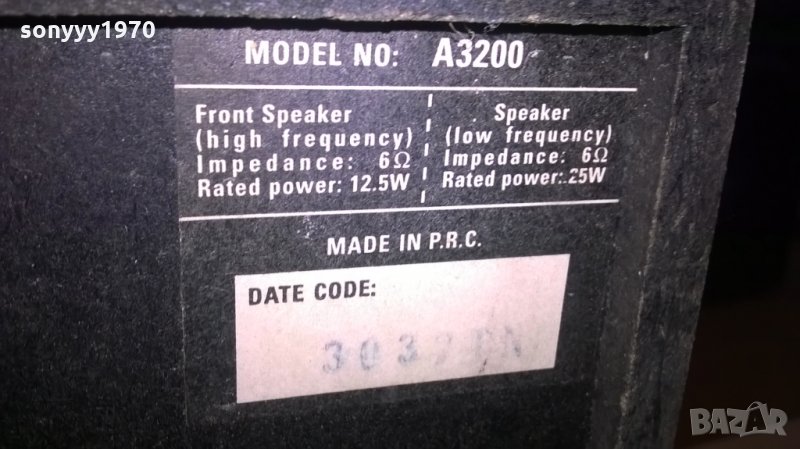 sonyyy1970
MODEL NO: A3200
Front Speaker
(high frequency)
Impedance: 6Ω
Rated power: 12.5W
Speaker
(low frequency)
Impedance: 6Ω
Rated power: 25W
MADE IN P.R.C.
DATE CODE:
BAZAR